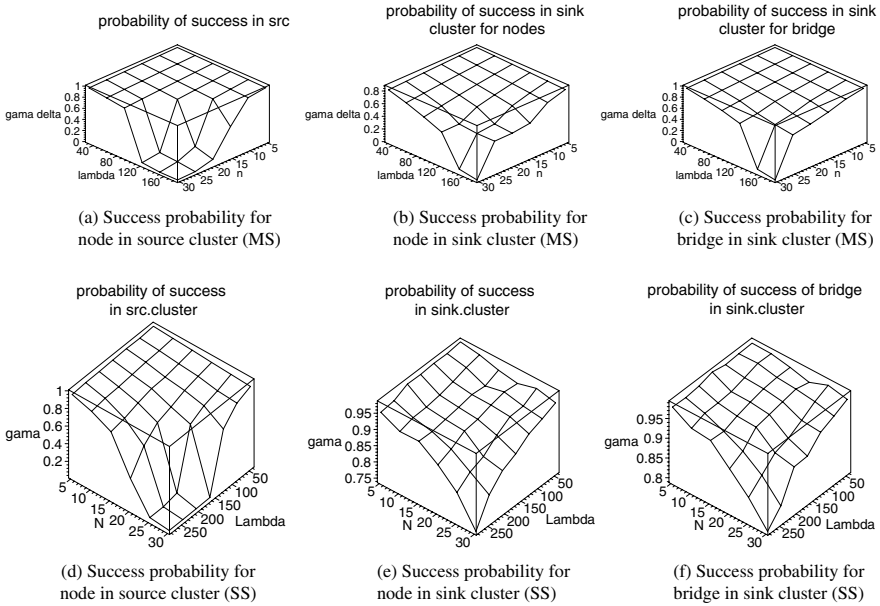 probability of success in src
gama delta
1
0.8
0.6
0.4
0.2
0
40
80
120
160
lambda
30
25
20
15
10
5
n
(a) Success probability for
node in source cluster (MS)
probability of success in sink
cluster for nodes
gama delta
0.8
0.6
0.4
0.2
0
40
80
120
160
lambda
30
25
20
15
10
5
n
(b) Success probability for
node in sink cluster (MS)
probability of success in sink
cluster for bridge
gama delta
1
0.8
0.6
0.4
0.2
0
40
80
120
160
lambda
30
25
20
15
10
5
n
(c) Success probability for
bridge in sink cluster (MS)
probability of success
in src.cluster
gama
1
0.8
0.6
0.4
0.2
5
10
15
20
25
30
N
250
200
150
100
50
Lambda
(d) Success probability for
node in source cluster (SS)
probability of success
in sink.cluster
gama
0.95
0.9
0.85
0.8
0.75
5
10
15
20
25
30
N
250
200
150
100
50
Lambda
(e) Success probability for
node in sink cluster (SS)
probability of success of bridge
in sink.cluster
gama
0.95
0.9
0.85
0.8
5
10
15
20
25
30
N
250
200
150
100
50
Lambda
(f) Success probability for
bridge in sink cluster (SS)